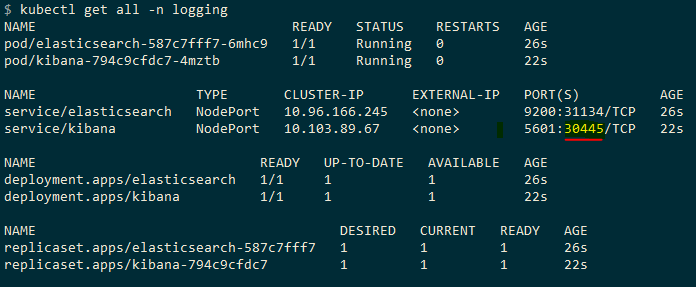 $ kubectl get all -n logging
NAME READY STATUS RESTARTS AGE
pod/elasticsearch-587c7fff7-6mhc9 1/1 Running 0 26s
pod/kibana-794c9cfdc7-4mztb 1/1 Running 0 22s
NAME TYPE CLUSTER-IP EXTERNAL-IP PORT(S) AGE
service/elasticsearch NodePort 10.96.166.245 <none> 9200:31134/TCP 26s
service/kibana NodePort 10.103.89.67 <none> 5601:30445/TCP 22s
NAME READY UP-TO-DATE AVAILABLE AGE
deployment.apps/elasticsearch 1/1 1 1 26s
deployment.apps/kibana 1/1 1 1 22s
NAME DESIRED CURRENT READY AGE
replicaset.apps/elasticsearch-587c7fff7 1 1 1 26s
replicaset.apps/kibana-794c9cfdc7 1 1 1 22s